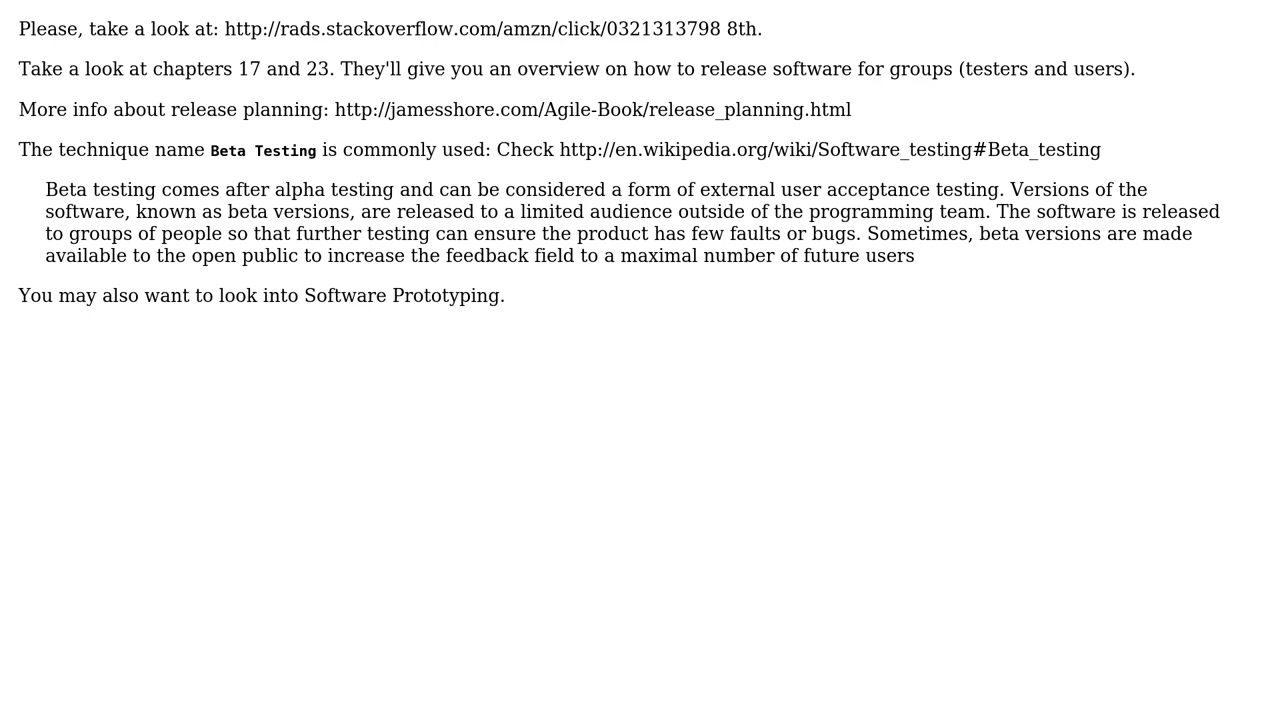 Please, take a look at: http://rads.stackoverflow.com/amzn/click/0321313798 8th.
Take a look at chapters 17 and 23. They'll give you an overview on how to release software for groups (testers and users).
More info about release planning: http://jamesshore.com/Agile-Book/release_planning.html
The technique name Beta Testing is commonly used: Check http://en.wikipedia.org/wiki/Software_testing#Beta_testing
Beta testing comes after alpha testing and can be considered a form of external user acceptance testing. Versions of the
software, known as beta versions, are released to a limited audience outside of the programming team. The software is released
to groups of people so that further testing can ensure the product has few faults or bugs. Sometimes, beta versions are made
available to the open public to increase the feedback field to a maximal number of future users
You may also want to look into Software Prototyping.